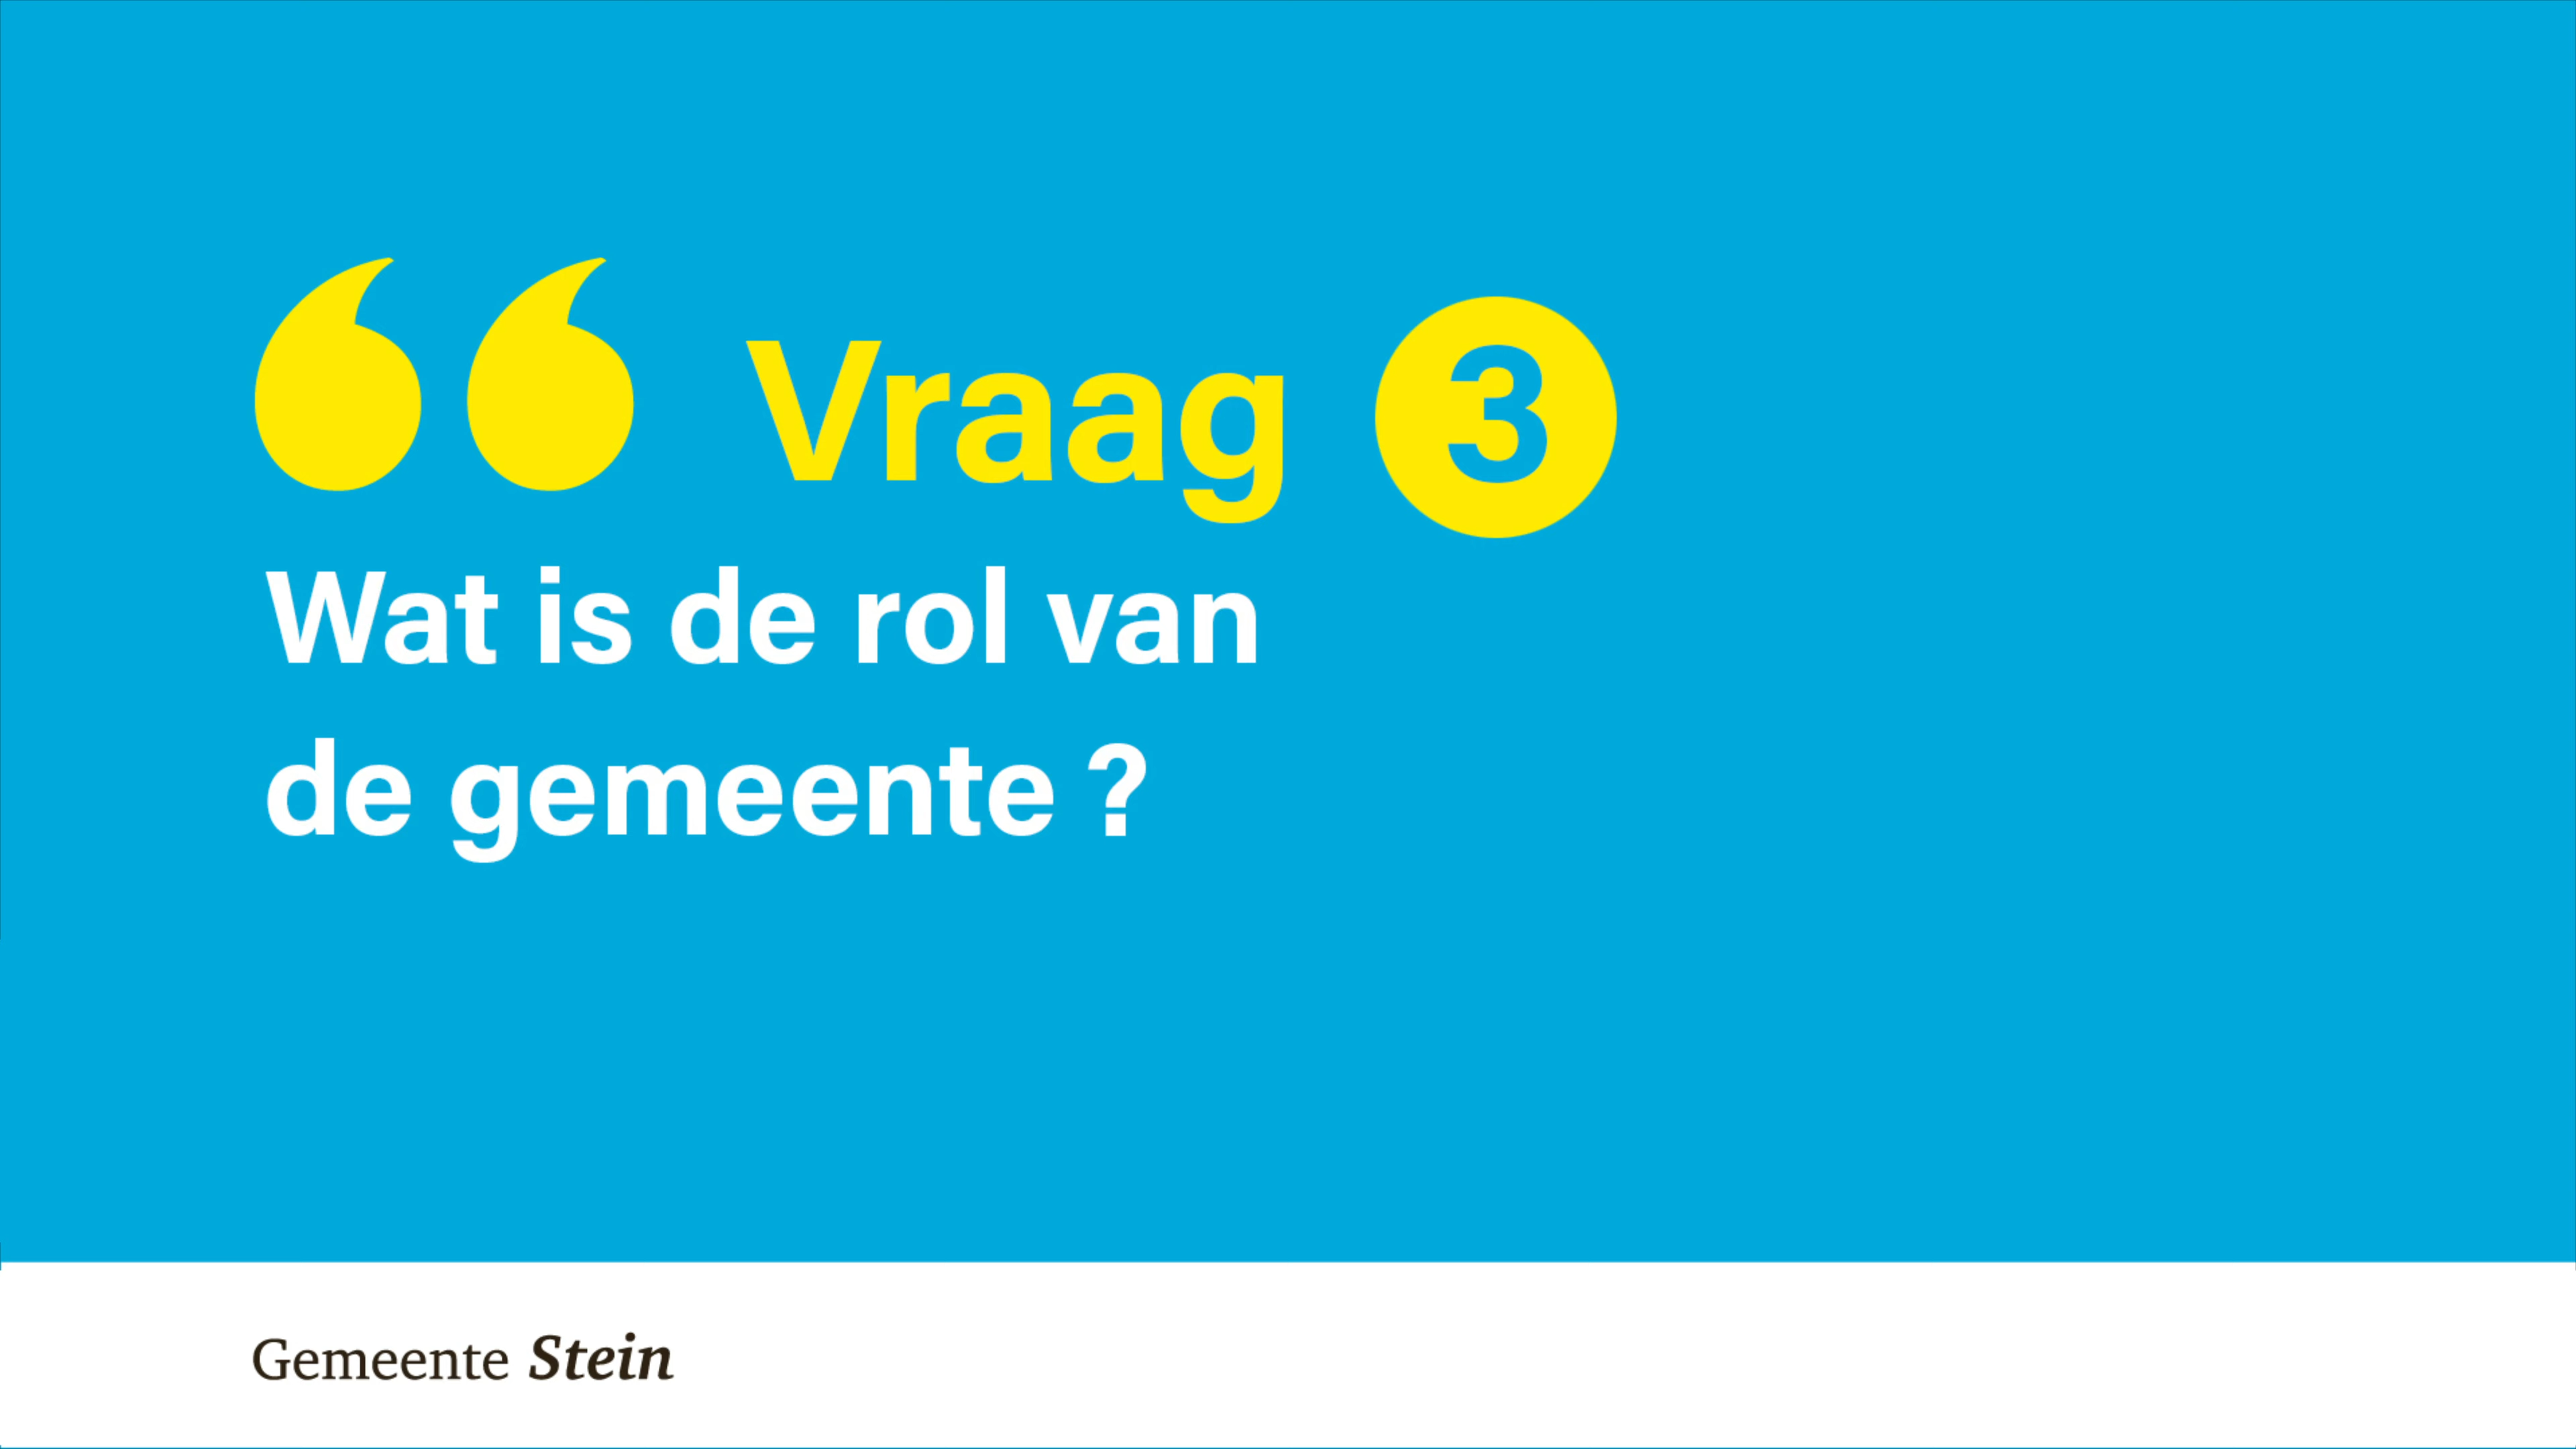 Vraag 3
Wat is de rol van
de gemeente ?
Gemeente Stein